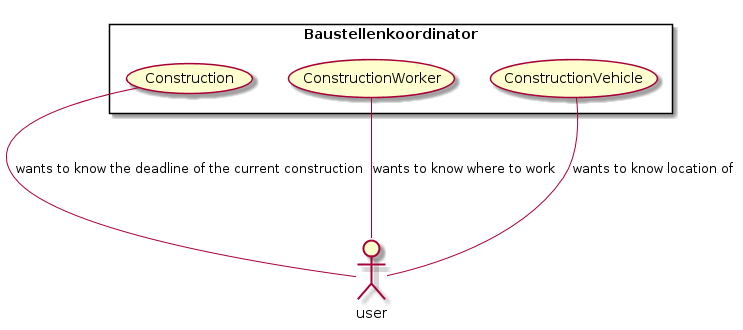 Baustellenkoordinator
Construction
ConstructionWorker
ConstructionVehicle
wants to know the deadline of the current construction
wants to know where to work
wants to know location of
user